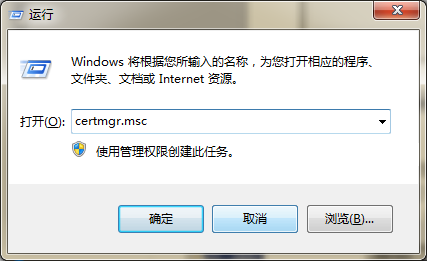 运行
Windows 将根据您所输入的名称，为您打开相应的程序、
文件夹、文档或 Internet 资源。
打开(O): certmgr.msc
使用管理权限创建此任务。
确定 取消 浏览(B)...